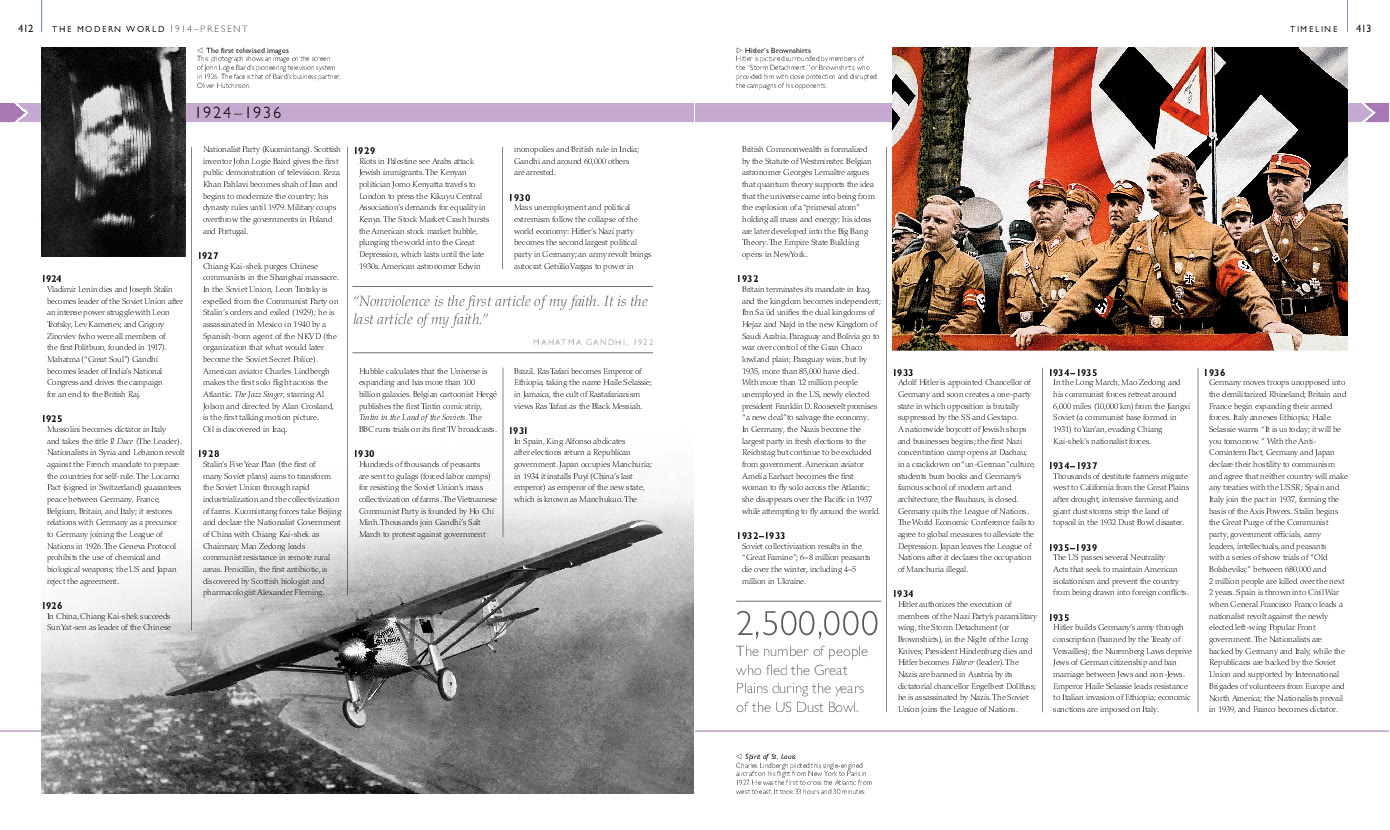 412
THE MODERN WORLD 1914–PRESENT
◁ The first televised images
This photograph shows an image on the screen
of John Logie Baird's pioneering television system
in 1926. The face is that of Baird's business partner,
Oliver Hutchinson.
1924–1936
1924
Vladimir Lenin dies and Joseph Stalin
becomes leader of the Soviet Union after
an intense power struggle with Leon
Trotsky, Lev Kamenev, and Grigory
Zinoviev (who were all members of
the first Politburo, founded in 1917).
Mahatma (“Great Soul”) Gandhi
becomes leader of India's National
Congress and drives the campaign
for an end to the British Raj.
1925
Mussolini becomes dictator in Italy
and takes the title Il Duce (The Leader).
Nationalists in Syria and Lebanon revolt
against the French mandate to prepare
the countries for self-rule. The Locarno
Pact (signed in Switzerland) guarantees
peace between Germany, France,
Belgium, Britain, and Italy; it restores
relations with Germany as a precursor
to Germany joining the League of
Nations in 1926. The Geneva Protocol
prohibits the use of chemical and
biological weapons; the US and Japan
reject the agreement.
1926
In China, Chiang Kai-shek succeeds
Sun Yat-sen as leader of the Chinese
Nationalist Party (Kuomintang). Scottish
inventor John Logie Baird gives the first
public demonstration of television. Reza
Khan Pahlavi becomes shah of Iran and
begins to modernize the country; his
dynasty rules until 1979. Military coups
overthrow the governments in Poland
and Portugal.
1927
Chiang Kai-shek purges Chinese
communists in the Shanghai massacre.
In the Soviet Union, Leon Trotsky is
expelled from the Communist Party on
Stalin's orders and exiled (1929); he is
assassinated in Mexico in 1940 by a
Spanish-born agent of the NKVD (the
organization that what would later
become the Soviet Secret Police).
American aviator Charles Lindbergh
makes the first solo flight across the
Atlantic. The Jazz Singer, starring Al
Jolson and directed by Alan Crosland,
is the first talking motion picture.
Oil is discovered in Iraq.
1928
Stalin's Five Year Plan (the first of
many Soviet plans) aims to transform
the Soviet Union through rapid
industrialization and the collectivization
of farms. Kuomintang forces take Beijing
and declare the Nationalist Government
of China with Chiang Kai-shek as
Chairman; Mao Zedong leads
communist resistance in remote rural
areas. Penicillin, the first antibiotic, is
discovered by Scottish biologist and
pharmacologist Alexander Fleming.
1929
Riots in Palestine see Arabs attack
Jewish immigrants. The Kenyan
politician Jomo Kenyatta travels to
London to press the Kikuyu Central
Association's demands for equality in
Kenya. The Stock Market Crash bursts
the American stock market bubble,
plunging the world into the Great
Depression, which lasts until the late
1930s. American astronomer Edwin
“Nonviolence is the first article of my faith. It is the
last article of my faith.”
MAHATMA GANDHI, 1922
Hubble calculates that the Universe is
expanding and has more than 100
billion galaxies. Belgian cartoonist Hergé
publishes the first Tintin comic strip,
Tintin in the Land of the Soviets. The
BBC runs trials on its first TV broadcasts.
1930
Hundreds of thousands of peasants
are sent to gulags (forced labor camps)
for resisting the Soviet Union's mass
collectivization of farms. The Vietnamese
Communist Party is founded by Ho Chi
Minh. Thousands join Gandhi's Salt
March to protest against government
monopolies and British rule in India;
Gandhi and around 60,000 others
are arrested.
1930
Mass unemployment and political
extremism follow the collapse of the
world economy: Hitler's Nazi party
becomes the second largest political
party in Germany; an army revolt brings
autocrat Getúlio Vargas to power in
Brazil. Ras Tafari becomes Emperor of
Ethiopia, taking the name Haile Selassie;
in Jamaica, the cult of Rastafarianism
views Ras Tafari as the Black Messiah.
1931
In Spain, King Alfonso abdicates
after elections return a Republican
government. Japan occupies Manchuria;
in 1934 it installs Puyi (China's last
emperor) as emperor of the new state,
which is known as Manchukuo. The
TIMELINE
413
▷ Hitler's Brownshirts
Hitler is pictured surrounded by members of
the “Storm Detachment,” or Brownshirts, who
provided him with close protection and disrupted
the campaigns of his opponents.
British Commonwealth is formalized
by the Statute of Westminster. Belgian
astronomer Georges Lemaître argues
that quantum theory supports the idea
that the universe came into being from
the explosion of a “primeval atom”
holding all mass and energy; his ideas
are later developed into the Big Bang
Theory. The Empire State Building
opens in New York.
1932
Britain terminates its mandate in Iraq,
and the kingdom becomes independent;
Ibn Sa'ūd unifies the dual kingdoms of
Hejaz and Najd in the new Kingdom of
Saudi Arabia. Paraguay and Bolivia go to
war over control of the Gran Chaco
lowland plain; Paraguay wins, but by
1935, more than 85,000 have died.
With more than 12 million people
unemployed in the US, newly elected
president Franklin D. Roosevelt promises
“a new deal” to salvage the economy.
In Germany, the Nazis become the
largest party in fresh elections to the
Reichstag but continue to be excluded
from government. American aviator
Amelia Earhart becomes the first
woman to fly solo across the Atlantic;
she disappears over the Pacific in 1937
while attempting to fly around the world.
1932–1933
Soviet collectivization results in the
“Great Famine”; 6–8 million peasants
die over the winter, including 4–5
million in Ukraine.
2,500,000
The number of people
who fled the Great
Plains during the years
of the US Dust Bowl.
◁ Spirit of St. Louis
Charles Lindbergh piloted this single-engined
aircraft on his flight from New York to Paris in
1927. He was the first to cross the Atlantic from
west to east. It took 33 hours and 30 minutes.
1933
Adolf Hitler is appointed Chancellor of
Germany and soon creates a one-party
state in which opposition is brutally
suppressed by the SS and Gestapo.
A nationwide boycott of Jewish shops
and businesses begins; the first Nazi
concentration camp opens at Dachau;
in a crackdown on “un-German” culture,
students burn books and Germany's
famous school of modern art and
architecture, the Bauhaus, is closed.
Germany quits the League of Nations.
The World Economic Conference fails to
agree to global measures to alleviate the
Depression. Japan leaves the League of
Nations after it declares the occupation
of Manchuria illegal.
1934
Hitler authorizes the execution of
members of the Nazi Party's paramilitary
wing, the Storm Detachment (or
Brownshirts), in the Night of the Long
Knives; President Hindenburg dies and
Hitler becomes Führer (leader). The
Nazis are banned in Austria by its
dictatorial chancellor Engelbert Dollfuss;
he is assassinated by Nazis. The Soviet
Union joins the League of Nations.
1934–1935
In the Long March, Mao Zedong and
his communist forces retreat around
6,000 miles (10,000 km) from the Jiangxi
Soviet (a communist base formed in
1931) to Yan'an, evading Chiang
Kai-shek's nationalist forces.
1934–1937
Thousands of destitute farmers migrate
west to California from the Great Plains
after drought, intensive farming, and
giant dust storms strip the land of
topsoil in the 1932 Dust Bowl disaster.
1935–1939
The US passes several Neutrality
Acts that seek to maintain American
isolationism and prevent the country
from being drawn into foreign conflicts.
1935
Hitler builds Germany's army through
conscription (banned by the Treaty of
Versailles); the Nuremberg Laws deprive
Jews of German citizenship and ban
marriage between Jews and non-Jews.
Emperor Haile Selassie leads resistance
to Italian invasion of Ethiopia; economic
sanctions are imposed on Italy.
1936
Germany moves troops unopposed into
the demilitarized Rhineland; Britain and
France begin expanding their armed
forces. Italy annexes Ethiopia; Haile
Selassie warns “It is us today; it will be
you tomorrow.” With the Anti-
Comintern Pact, Germany and Japan
declare their hostility to communism
and agree that neither country will make
any treaties with the USSR; Spain and
Italy join the pact in 1937, forming the
basis of the Axis Powers. Stalin begins
the Great Purge of the Communist
party, government officials, army
leaders, intellectuals, and peasants
with a series of show trials of “Old
Bolsheviks;” between 680,000 and
2 million people are killed over the next
2 years. Spain is thrown into Civil War
when General Francisco Franco leads a
nationalist revolt against the newly
elected left-wing Popular Front
government. The Nationalists are
backed by Germany and Italy, while the
Republicans are backed by the Soviet
Union and supported by International
Brigades of volunteers from Europe and
North America; the Nationalists prevail
in 1939, and Franco becomes dictator.